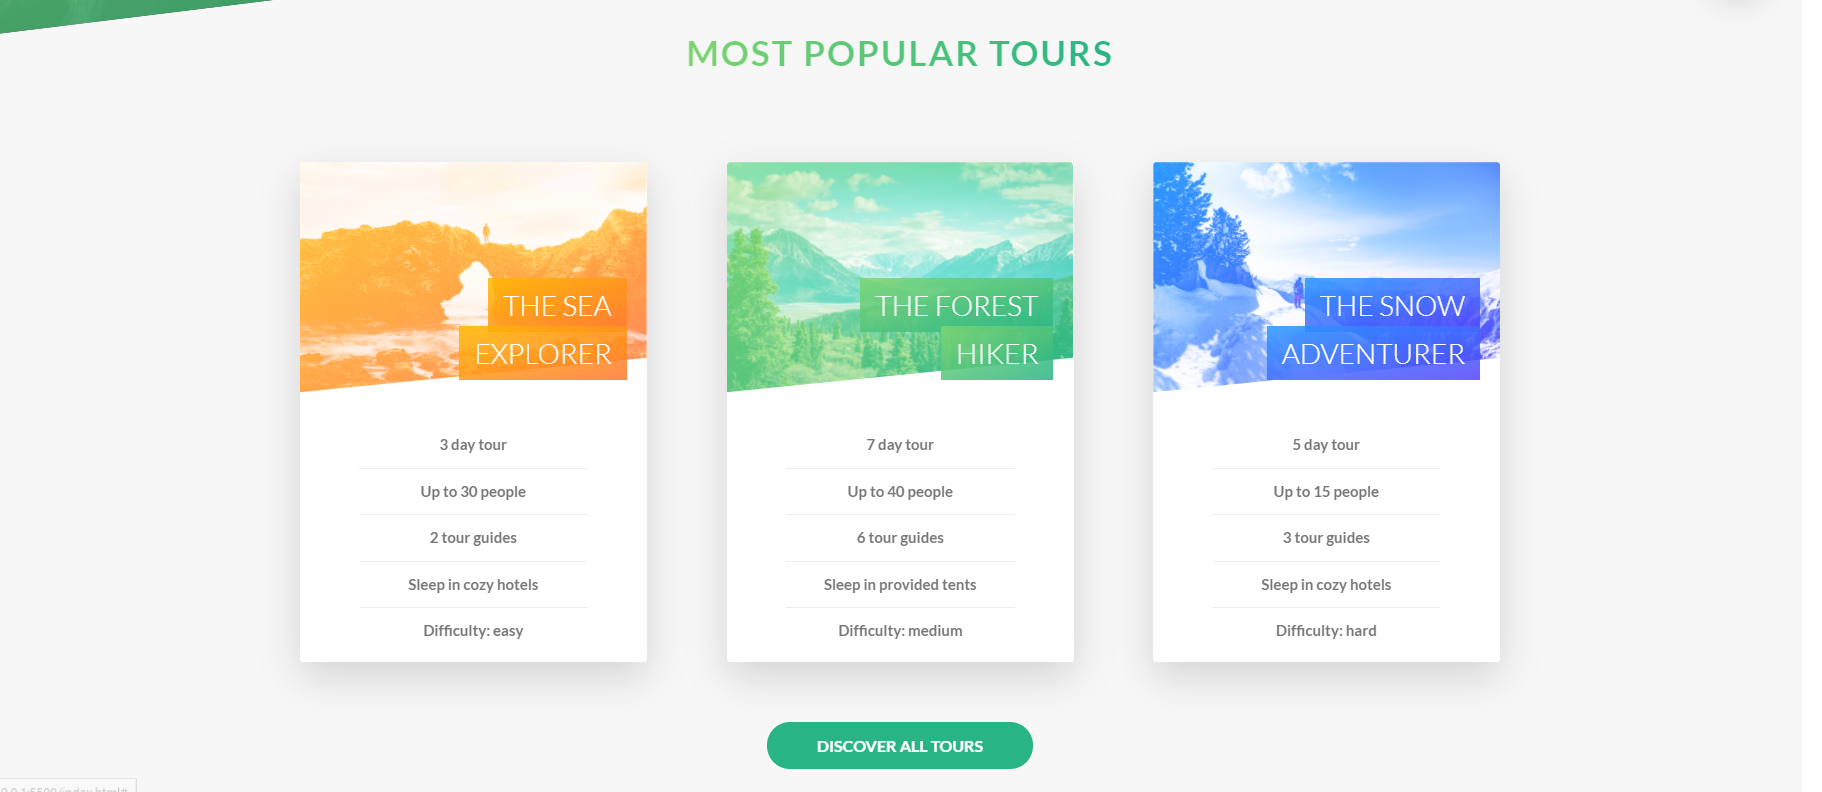 MOST POPULAR TOURS
THE SEA
EXPLORER
3 day tour
Up to 30 people
2 tour guides
Sleep in cozy hotels
Difficulty: easy
THE FOREST
HIKER
7 day tour
Up to 40 people
6 tour guides
Sleep in provided tents
Difficulty: medium
THE SNOW
ADVENTURER
5 day tour
Up to 15 people
3 tour guides
Sleep in cozy hotels
Difficulty: hard
DISCOVER ALL TOURS